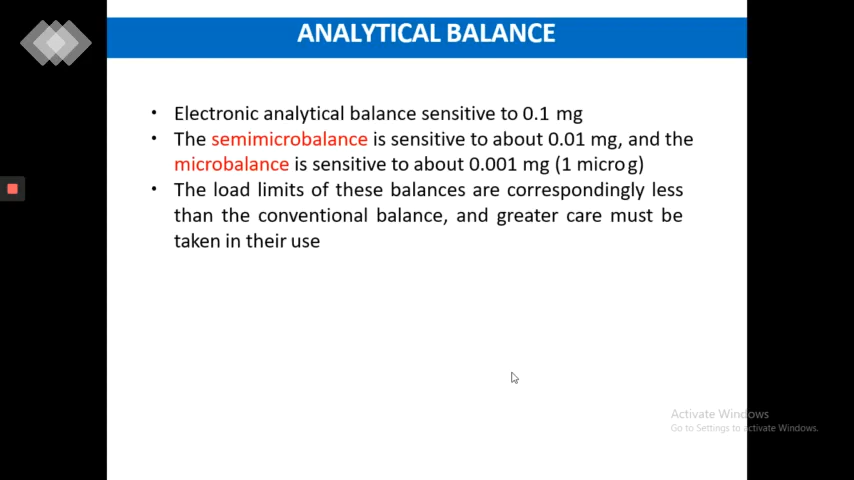 ANALYTICAL BALANCE
• Electronic analytical balance sensitive to 0.1 mg
• The semimicrobalance is sensitive to about 0.01 mg, and the
microbalance is sensitive to about 0.001 mg (1 micro g)
• The load limits of these balances are correspondingly less
than the conventional balance, and greater care must be
taken in their use
Activate Windows
Go to Settings to activate Windows.